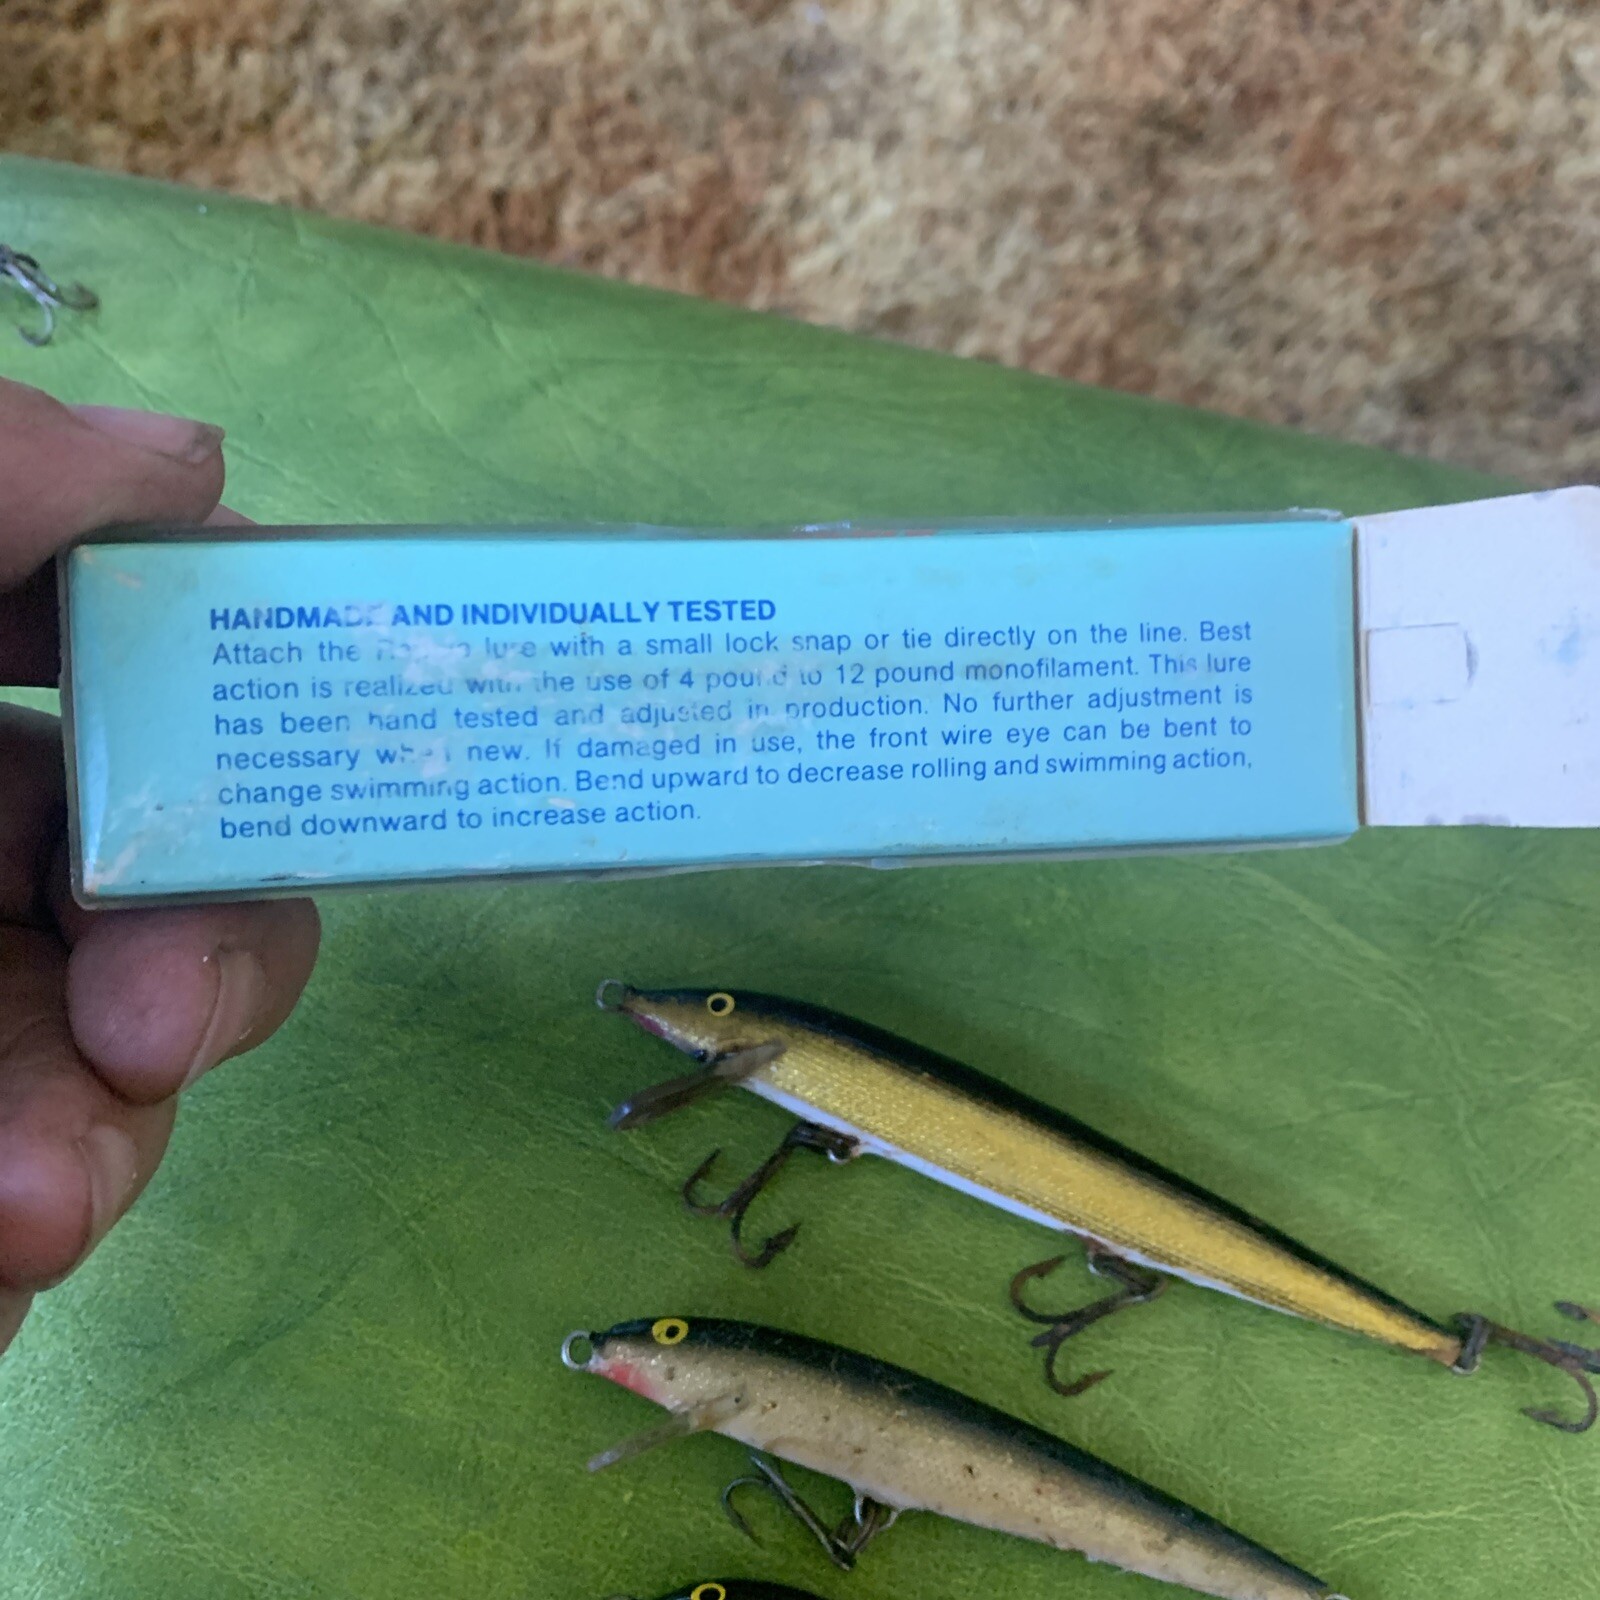 HANDMADE AND INDIVIDUALLY TESTED
Attach the lure with a small lock snap or tie directly on the line. Best
action is realized with the use of 4 pound to 12 pound monofilament. This lure
has been hand tested and adjusted in production. No further adjustment is
necessary when new. If damaged in use, the front wire eye can be bent to
change swimming action. Bend upward to decrease rolling and swimming action,
bend downward to increase action.